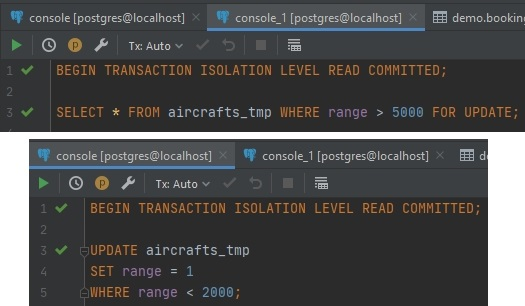 console [postgres@localhost] console_1 [postgres@localhost] demo.booking
Tx: Auto
1 BEGIN TRANSACTION ISOLATION LEVEL READ COMMITTED;
2
3 SELECT * FROM aircrafts_tmp WHERE range > 5000 FOR UPDATE;
console [postgres@localhost] console_1 [postgres@localhost]
Tx: Auto
1 BEGIN TRANSACTION ISOLATION LEVEL READ COMMITTED;
2
3 UPDATE aircrafts_tmp
4 SET range = 1
5 WHERE range < 2000;